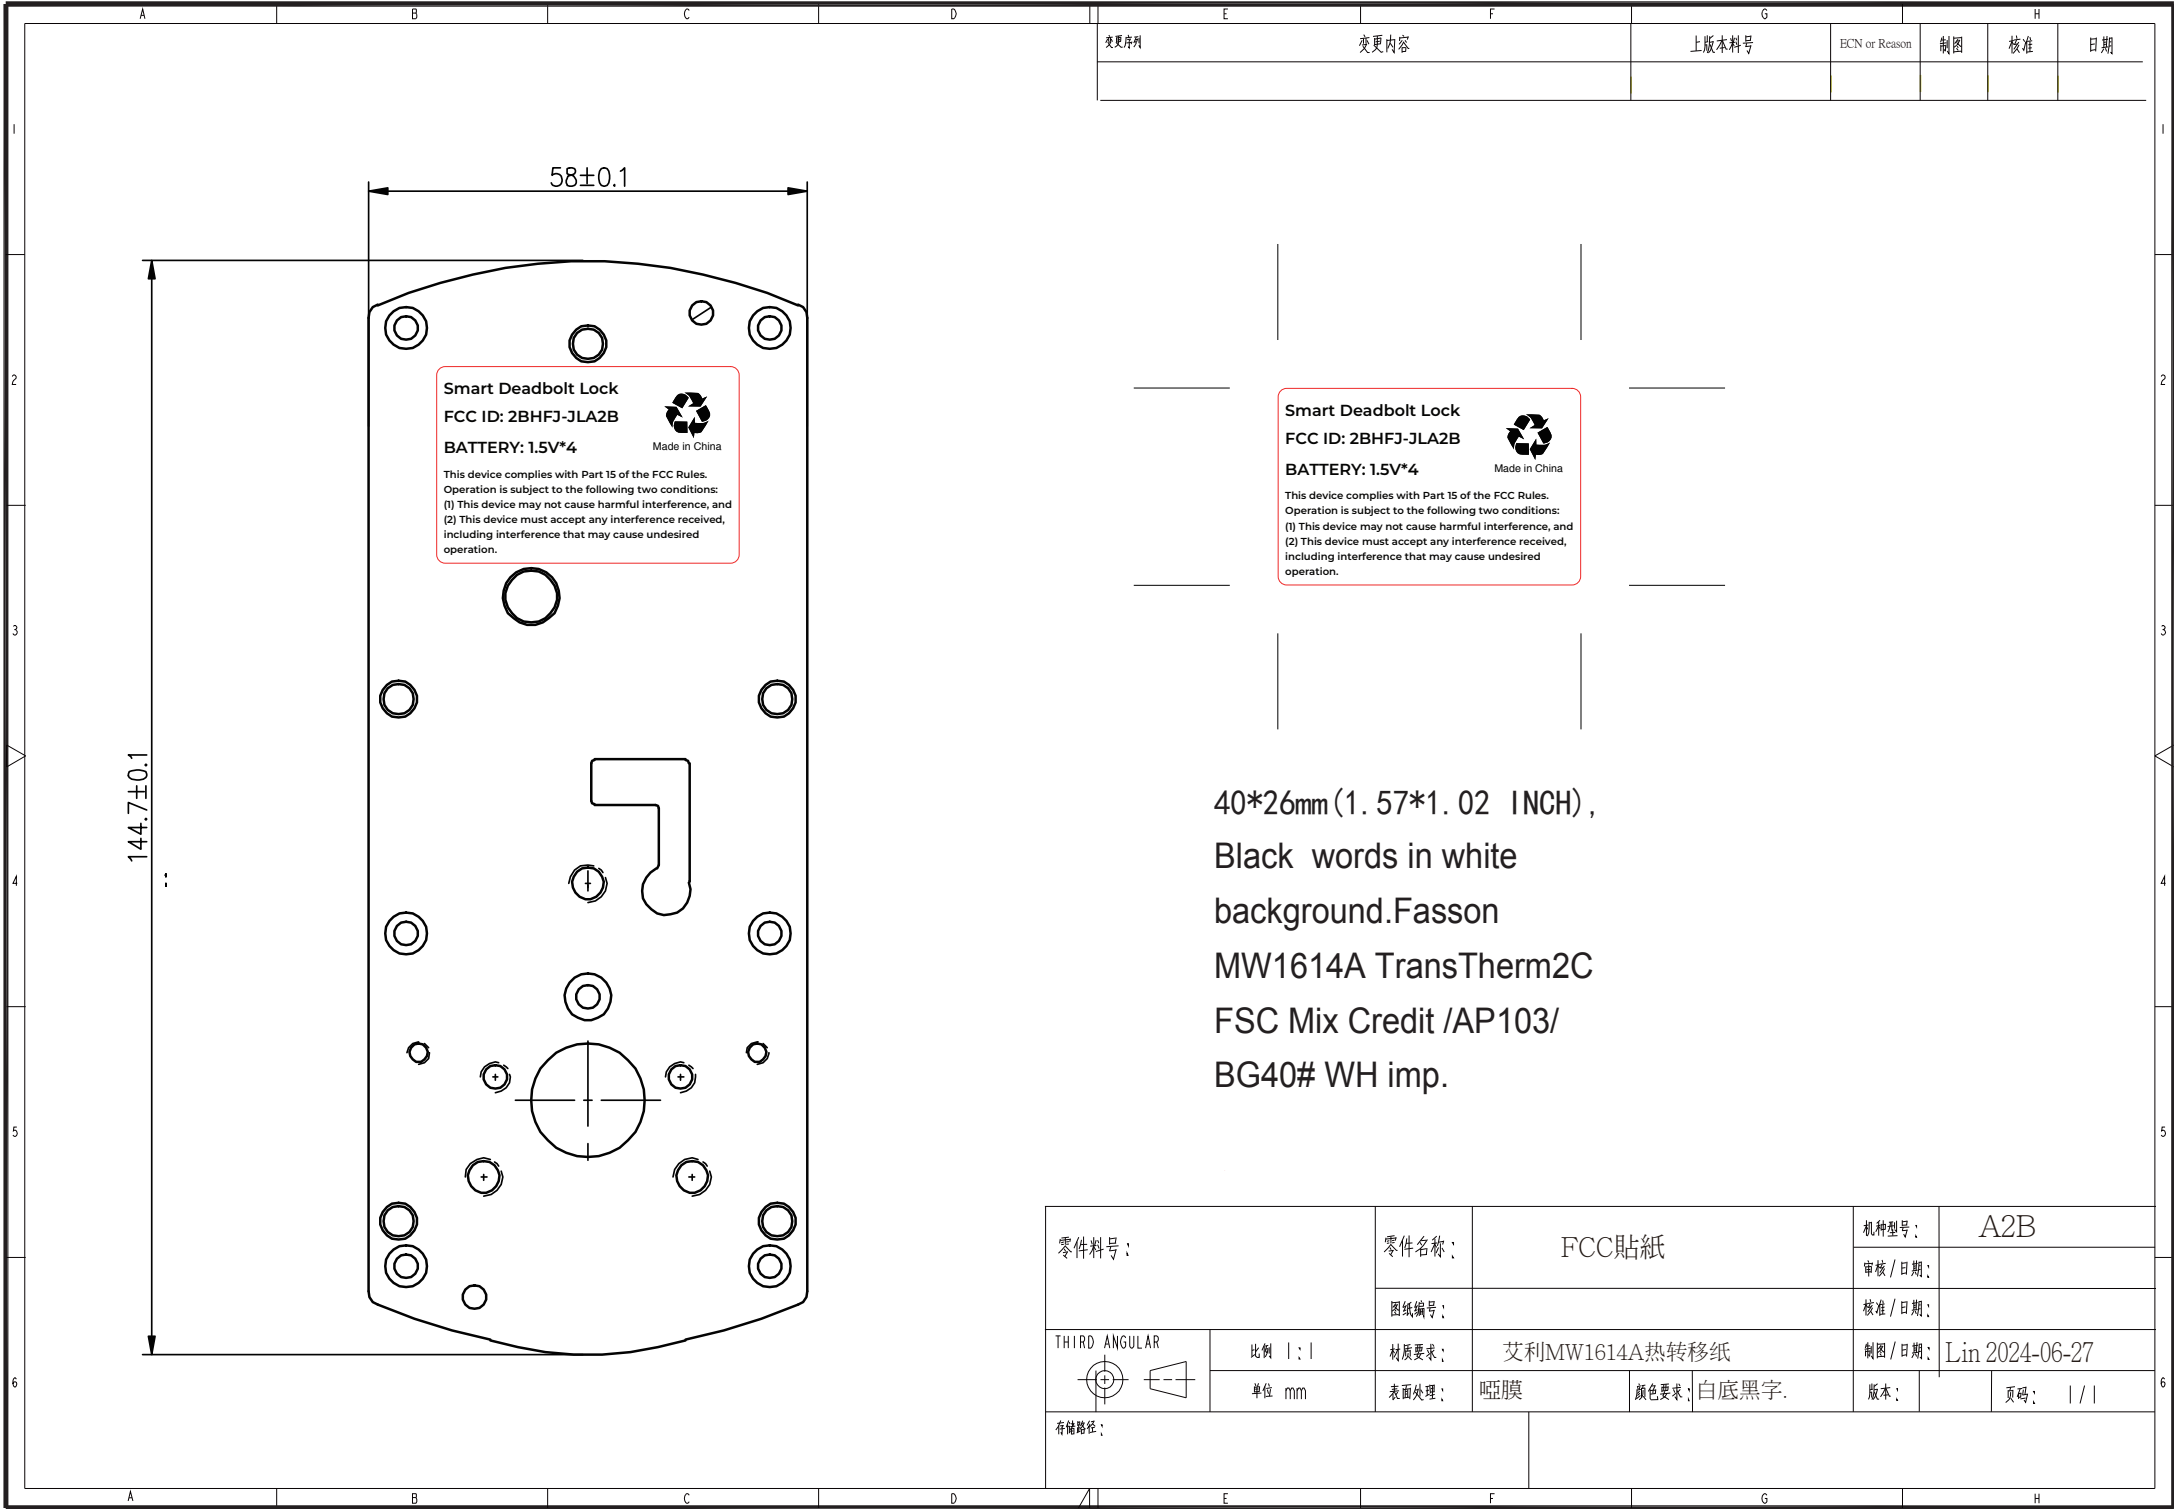 A B C D E F G H
变更序列 变更内容 上版本料号 ECN or Reason 制图 核准 日期
1 1
58±0.1
2 2
Smart Deadbolt Lock
FCC ID: 2BHFJ-JLA2B
BATTERY: 1.5V*4
Made in China
This device complies with Part 15 of the FCC Rules.
Operation is subject to the following two conditions:
(1) This device may not cause harmful interference, and
(2) This device must accept any interference received,
including interference that may cause undesired
operation.
Smart Deadbolt Lock
FCC ID: 2BHFJ-JLA2B
BATTERY: 1.5V*4
Made in China
This device complies with Part 15 of the FCC Rules.
Operation is subject to the following two conditions:
(1) This device may not cause harmful interference, and
(2) This device must accept any interference received,
including interference that may cause undesired
operation.
3 3
144.7±0.1
4 4
40*26mm(1.57*1.02 INCH),
Black words in white
background.Fasson
MW1614A TransTherm2C
FSC Mix Credit /AP103/
BG40# WH imp.
5 5
零件料号: 零件名称: FCC貼紙 机种型号: A2B
审核/日期:
图纸编号: 核准/日期:
THIRD ANGULAR 比例 1:1 材质要求: 艾利MW1614A热转移纸 制图/日期: Lin 2024-06-27
单位 mm 表面处理: 啞膜 颜色要求: 白底黑字. 版本: 页码: 1/1
6 6
存储路径:
A B C D E F G H